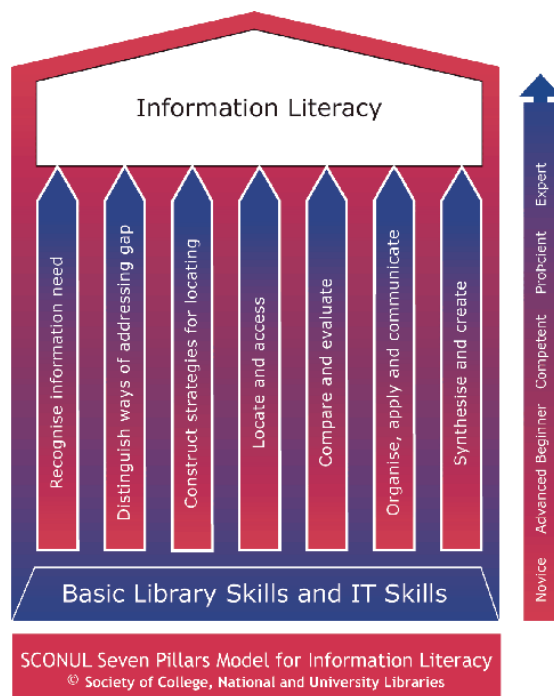 Information Literacy
Recognise information need
Distinguish ways of addressing gap
Construct strategies for locating
Locate and access
Compare and evaluate
Organise, apply and communicate
Synthesise and create
Basic Library Skills and IT Skills
Novice Advanced Beginner Competent Proficient Expert
SCONUL Seven Pillars Model for Information Literacy
© Society of College, National and University Libraries